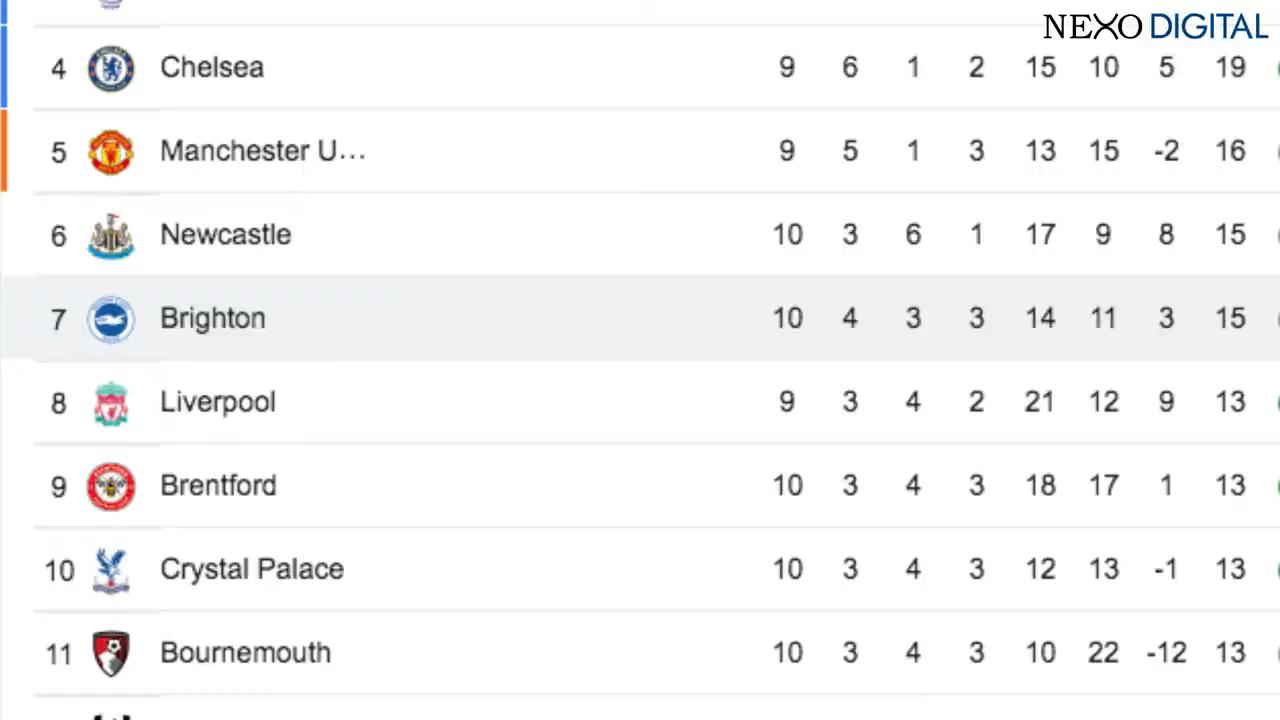 NEXO DIGITAL
4 Chelsea 9 6 1 2 15 10 5 19
5 Manchester U... 9 5 1 3 13 15 -2 16
6 Newcastle 10 3 6 1 17 9 8 15
7 Brighton 10 4 3 3 14 11 3 15
8 Liverpool 9 3 4 2 21 12 9 13
9 Brentford 10 3 4 3 18 17 1 13
10 Crystal Palace 10 3 4 3 12 13 -1 13
11 Bournemouth 10 3 4 3 10 22 -12 13